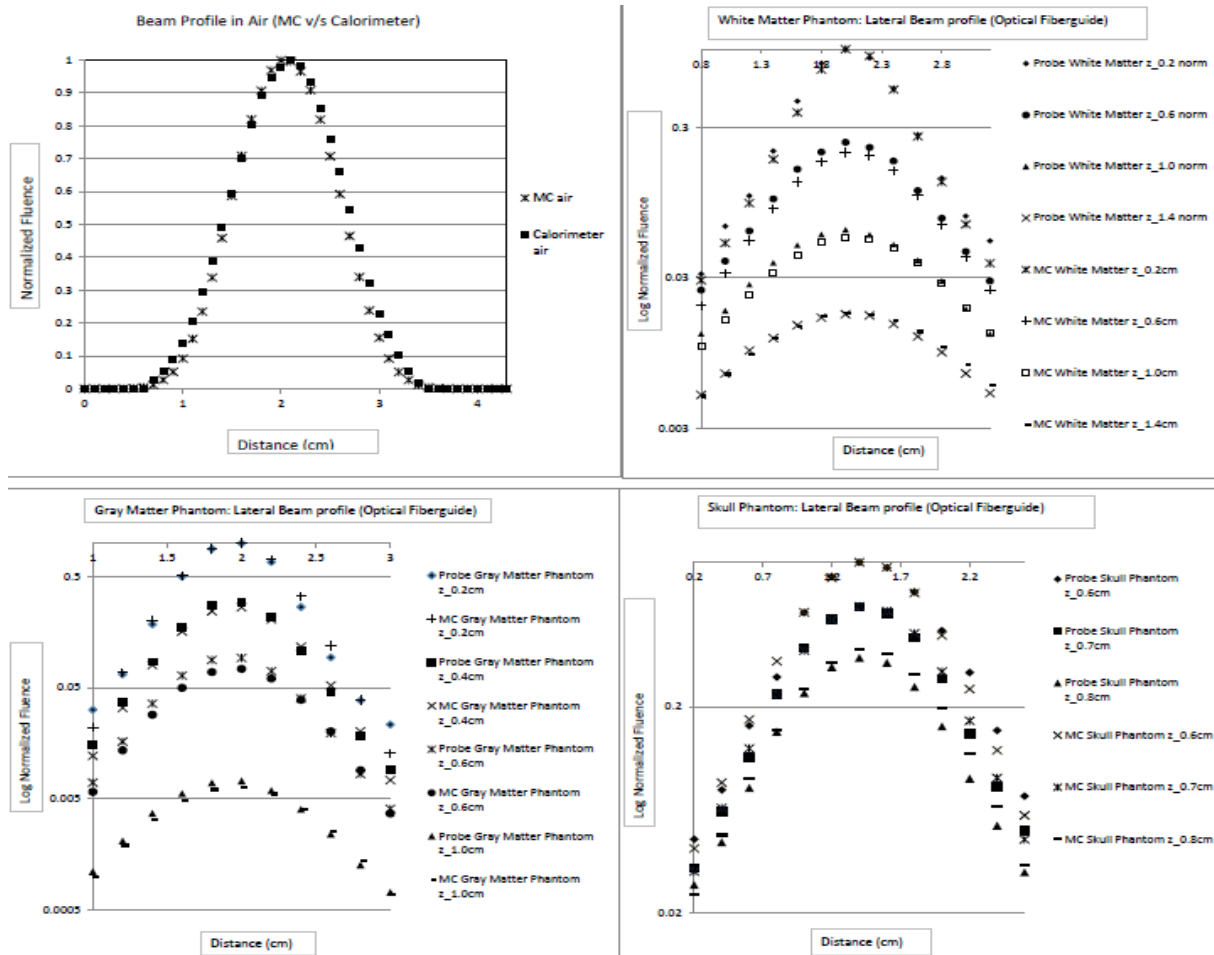 Beam Profile in Air (MC v/s Calorimeter)
Normalized Fluence
1
0.9
0.8
0.7
0.6
0.5
0.4
0.3
0.2
0.1
0
0 1 2 3 4
Distance (cm)
MC air
Calorimeter
air
White Matter Phantom: Lateral Beam profile (Optical Fiberguide)
Log Normalized Fluence
0.8 1.3 1.8 2.3 2.8
0.3
0.03
0.003
Distance (cm)
Probe White Matter z_0.2 norm
Probe White Matter z_0.6 norm
Probe White Matter z_1.0 norm
Probe White Matter z_1.4 norm
MC White Matter z_0.2cm
MC White Matter z_0.6cm
MC White Matter z_1.0cm
MC White Matter z_1.4cm
Gray Matter Phantom: Lateral Beam profile (Optical Fiberguide)
Log Normalized Fluence
1 1.5 2 2.5 3
0.5
0.05
0.005
0.0005
Distance (cm)
Probe Gray Matter Phantom
z_0.2cm
MC Gray Matter Phantom
z_0.2cm
Probe Gray Matter Phantom
z_0.4cm
MC Gray Matter Phantom
z_0.4cm
Probe Gray Matter Phantom
z_0.6cm
MC Gray Matter Phantom
z_0.6cm
Probe Gray Matter Phantom
z_1.0cm
MC Gray Matter Phantom
z_1.0cm
Skull Phantom: Lateral Beam profile (Optical Fiberguide)
Log Normalized Fluence
0.2 0.7 1.2 1.7 2.2
0.2
0.02
Distance (cm)
Probe Skull Phantom
z_0.6cm
Probe Skull Phantom
z_0.7cm
Probe Skull Phantom
z_0.8cm
MC Skull Phantom z_0.6cm
MC Skull Phantom z_0.7cm
MC Skull Phantom z_0.8cm